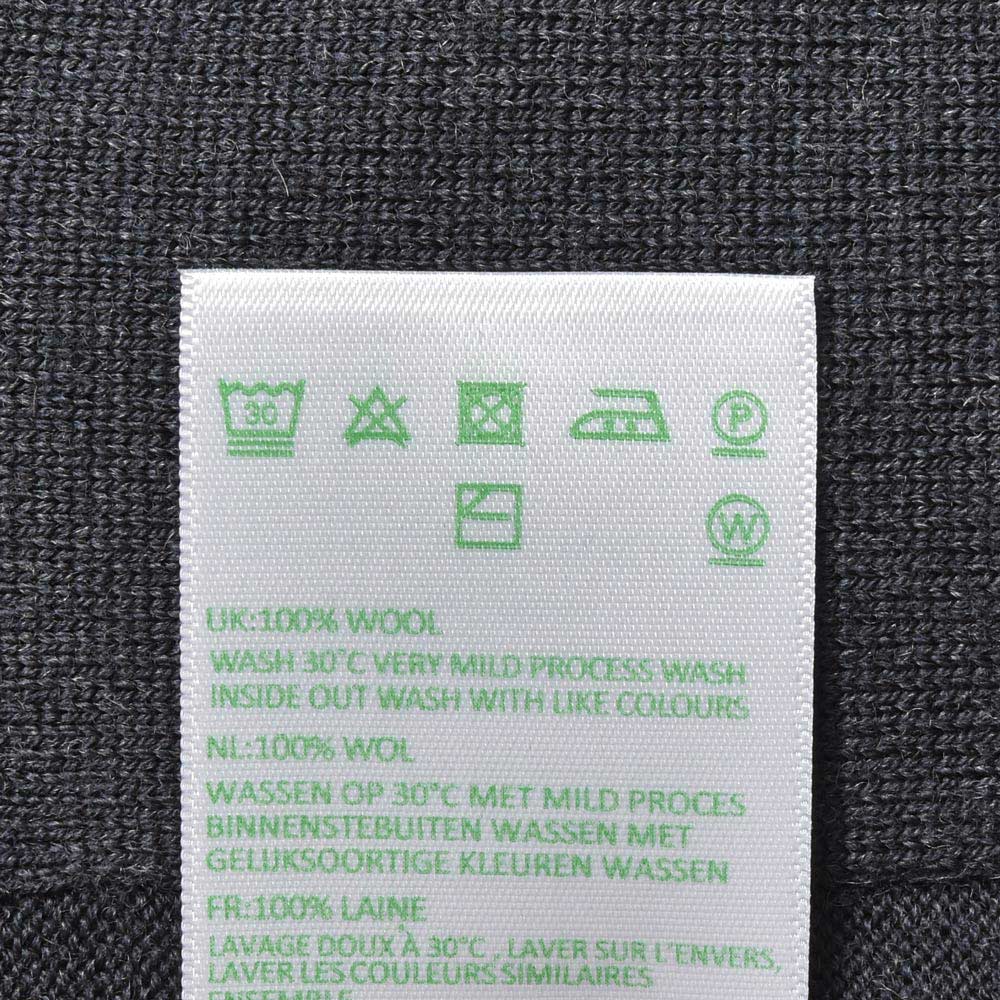 30
P
W
UK:100% WOOL
WASH 30°C VERY MILD PROCESS WASH
INSIDE OUT WASH WITH LIKE COLOURS
NL:100% WOL
WASSEN OP 30°C MET MILD PROCES
BINNENSTEBUITEN WASSEN MET
GELIJKSOORTIGE KLEUREN WASSEN
FR:100% LAINE
LAVAGE DOUX À 30°C , LAVER SUR L'ENVERS,
LAVER LES COULEURS SIMILAIRES
ENSEMBLE